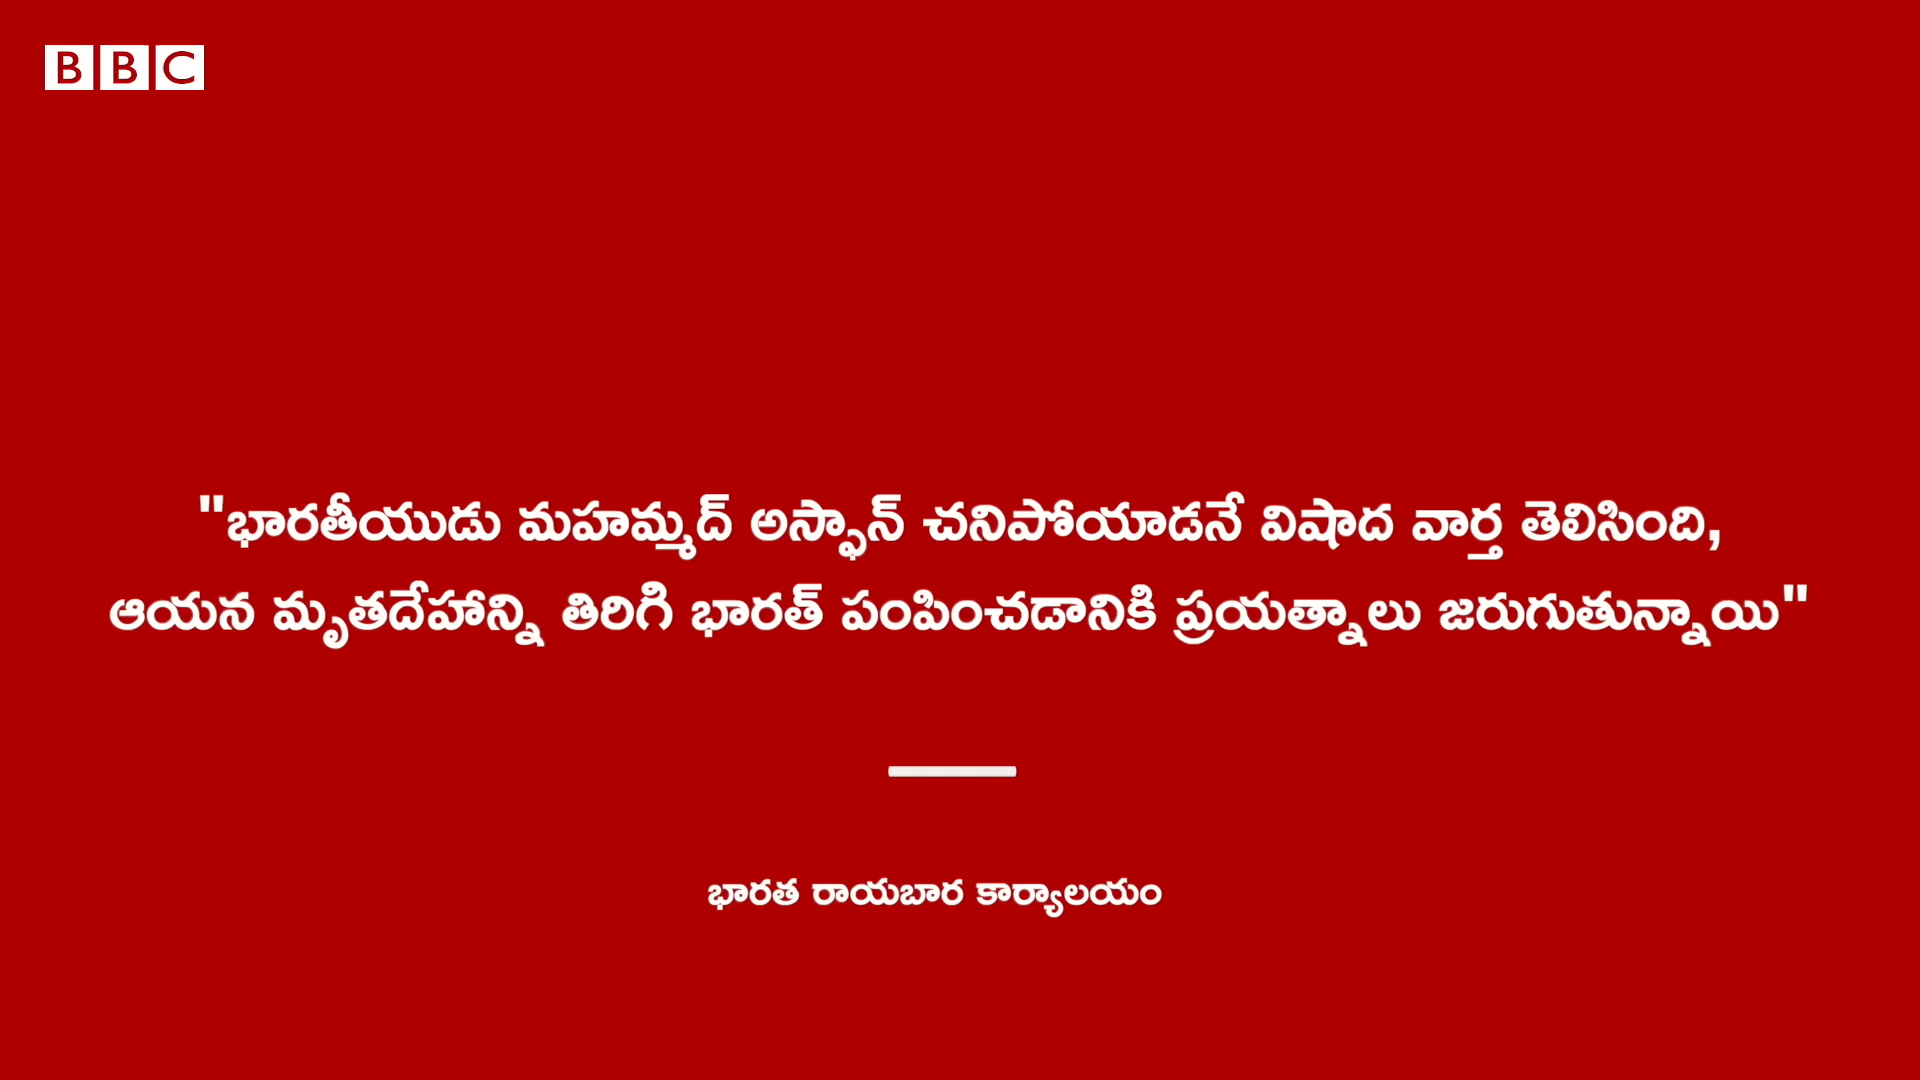 BBC
"భారతీయుడు మహమ్మద్ అస్ఫాన్ చనిపోయాడనే విషాద వార్త తెలిసింది,
ఆయన మృతదేహాన్ని తిరిగి భారత్ పంపించడానికి ప్రయత్నాలు జరుగుతున్నాయి"
భారత రాయబార కార్యాలయం